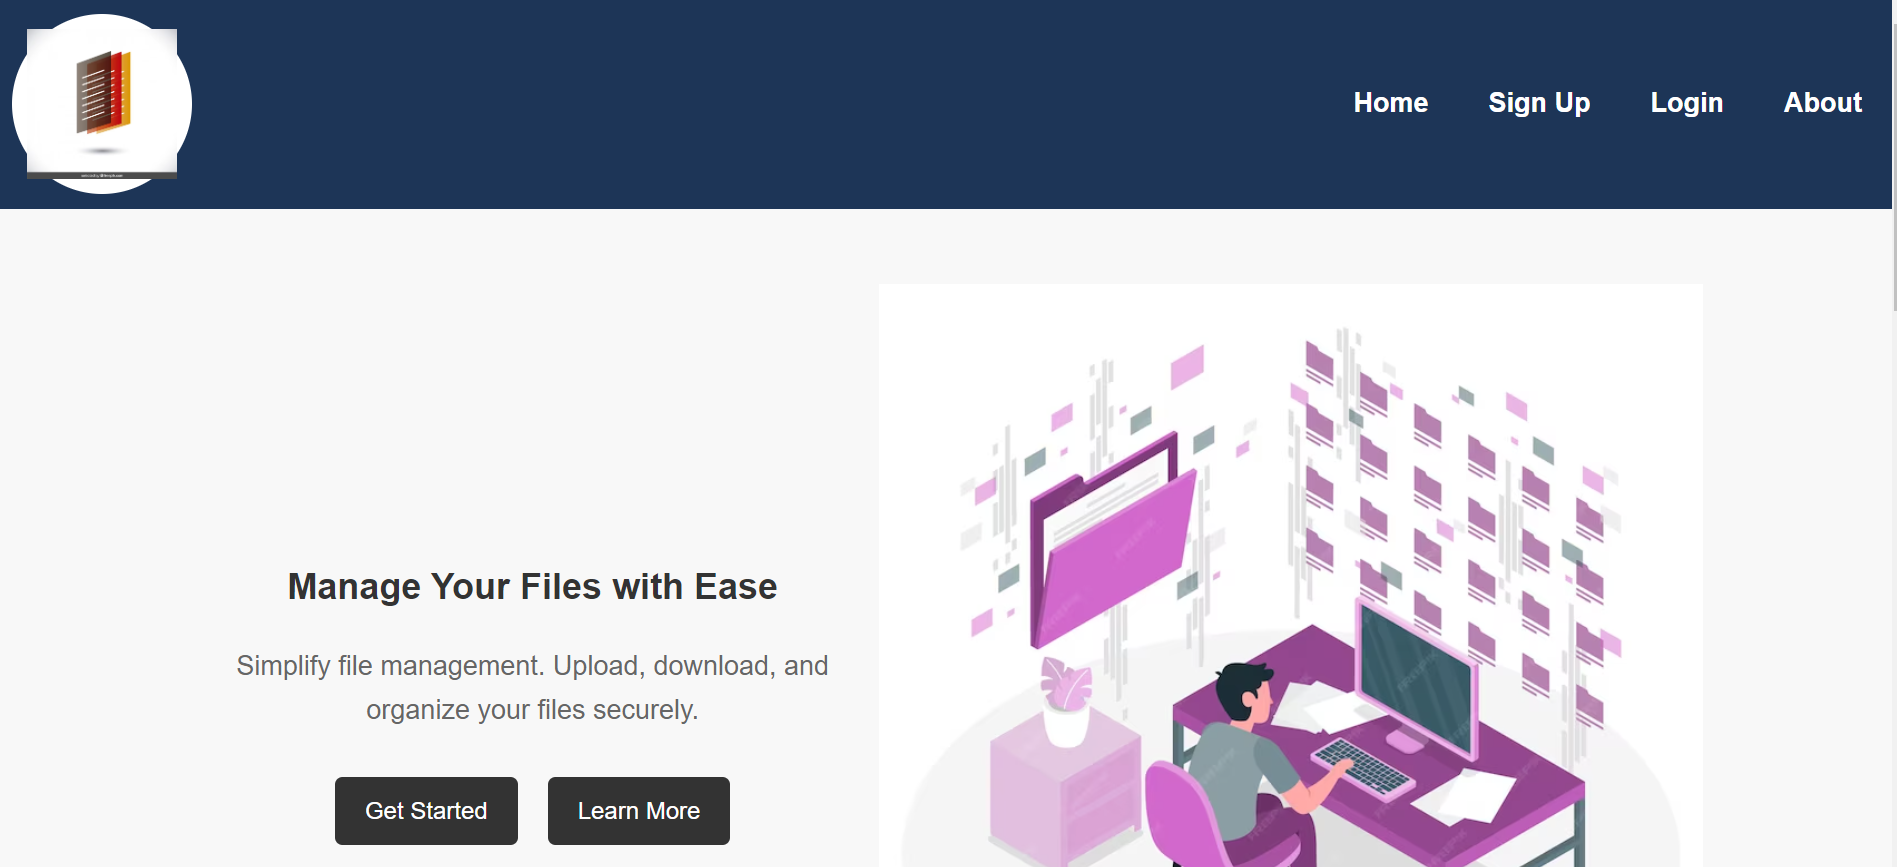 Home Sign Up Login About
Manage Your Files with Ease
Simplify file management. Upload, download, and
organize your files securely.
Get Started Learn More